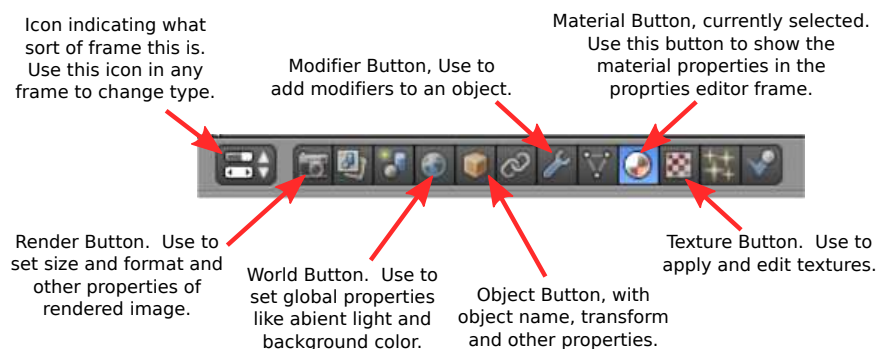 Icon indicating what
sort of frame this is.
Use this icon in any
frame to change type.
Modifier Button, Use to
add modifiers to an object.
Material Button, currently selected.
Use this button to show the
material properties in the
proprties editor frame.
Render Button.  Use to
set size and format and
other properties of
rendered image.
World Button.  Use to
set global properties
like abient light and
background color.
Object Button, with
object name, transform
and other properties.
Texture Button.  Use to
apply and edit textures.